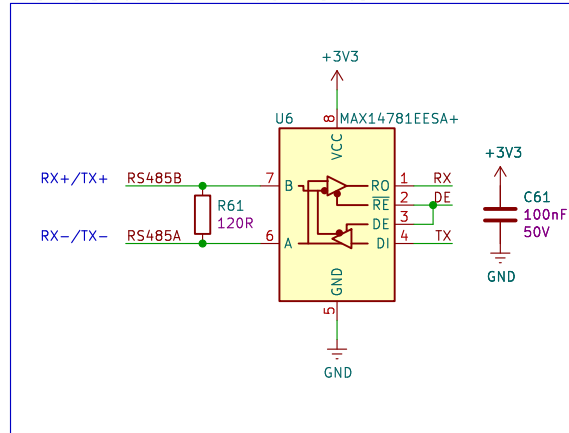 +3V3
U6
MAX14781EESA+
8
VCC
+3V3
RX+/TX+
RS485B
7
B
RO
1
RX
RE
2
DE
R61
120R
DE
3
C61
100nF
50V
RX-/TX-
RS485A
6
A
DI
4
TX
GND
GND
5
GND